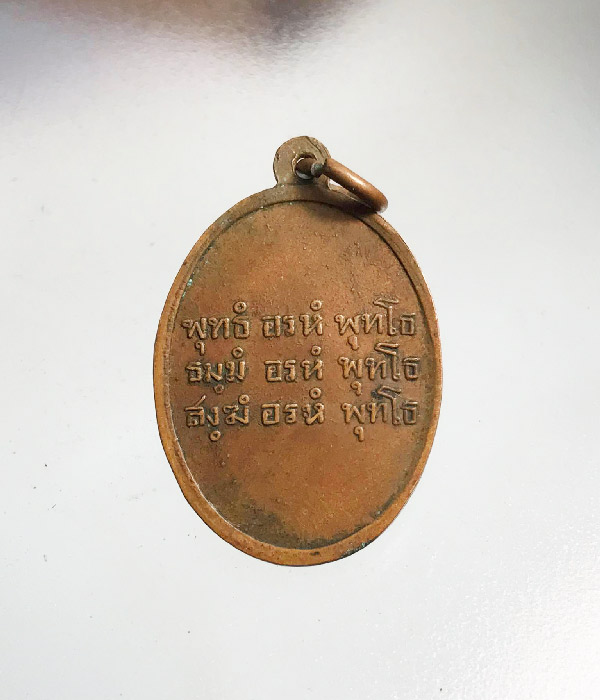 พุทธํ อรหํ พุทโธ
ธมฺมํ อรหํ พุทโธ
สงฺฆํ อรหํ พุทโธ